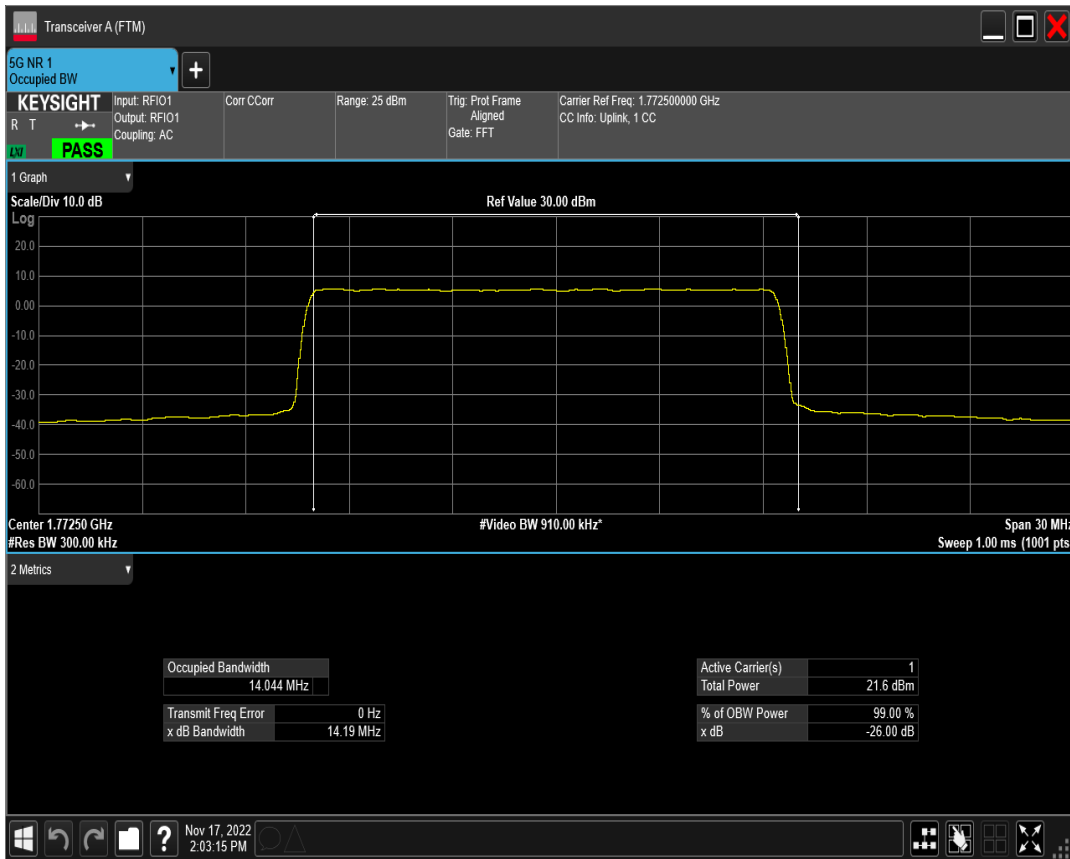 Transceiver A (FTM)
5G NR 1
Occupied BW
+
KEYSIGHT
R T
LXI
PASS
Input: RFIO1
Output: RFIO1
Coupling: AC
Corr CCorr
Range: 25 dBm
Trig: Prot Frame
Aligned
Gate: FFT
Carrier Ref Freq: 1.772500000 GHz
CC Info: Uplink, 1 CC
1 Graph
Scale/Div 10.0 dB
Ref Value 30.00 dBm
Log
20.0
10.0
0.00
-10.0
-20.0
-30.0
-40.0
-50.0
-60.0
Center 1.77250 GHz
#Video BW 910.00 kHz*
Span 30 MHz
#Res BW 300.00 kHz
Sweep 1.00 ms (1001 pts)
2 Metrics
Occupied Bandwidth
14.044 MHz
Transmit Freq Error 0 Hz
x dB Bandwidth 14.19 MHz
Active Carrier(s) 1
Total Power 21.6 dBm
% of OBW Power 99.00 %
x dB -26.00 dB
?
Nov 17, 2022
2:03:15 PM